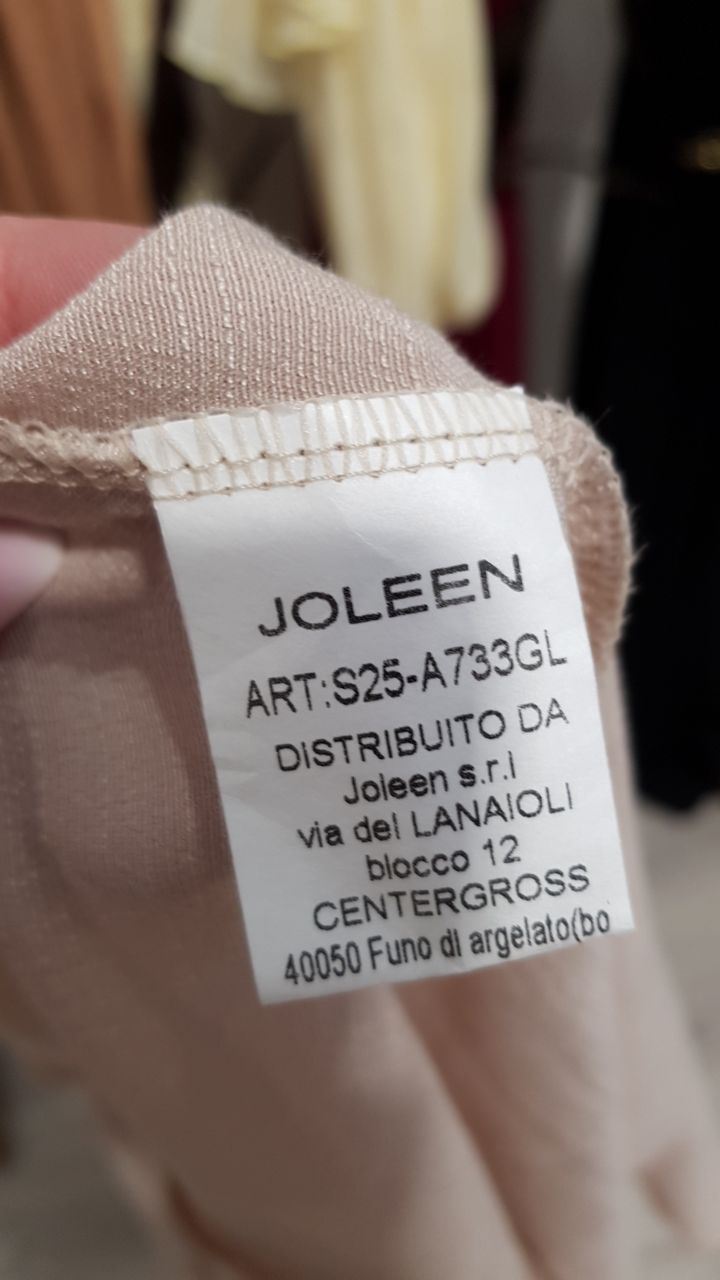 JOLEEN
ART:S25-A733GL
DISTRIBUITO DA
Joleen s.r.l
via del LANAIOLI
blocco 12
CENTERGROSS
40050 Funo di argelato(bo